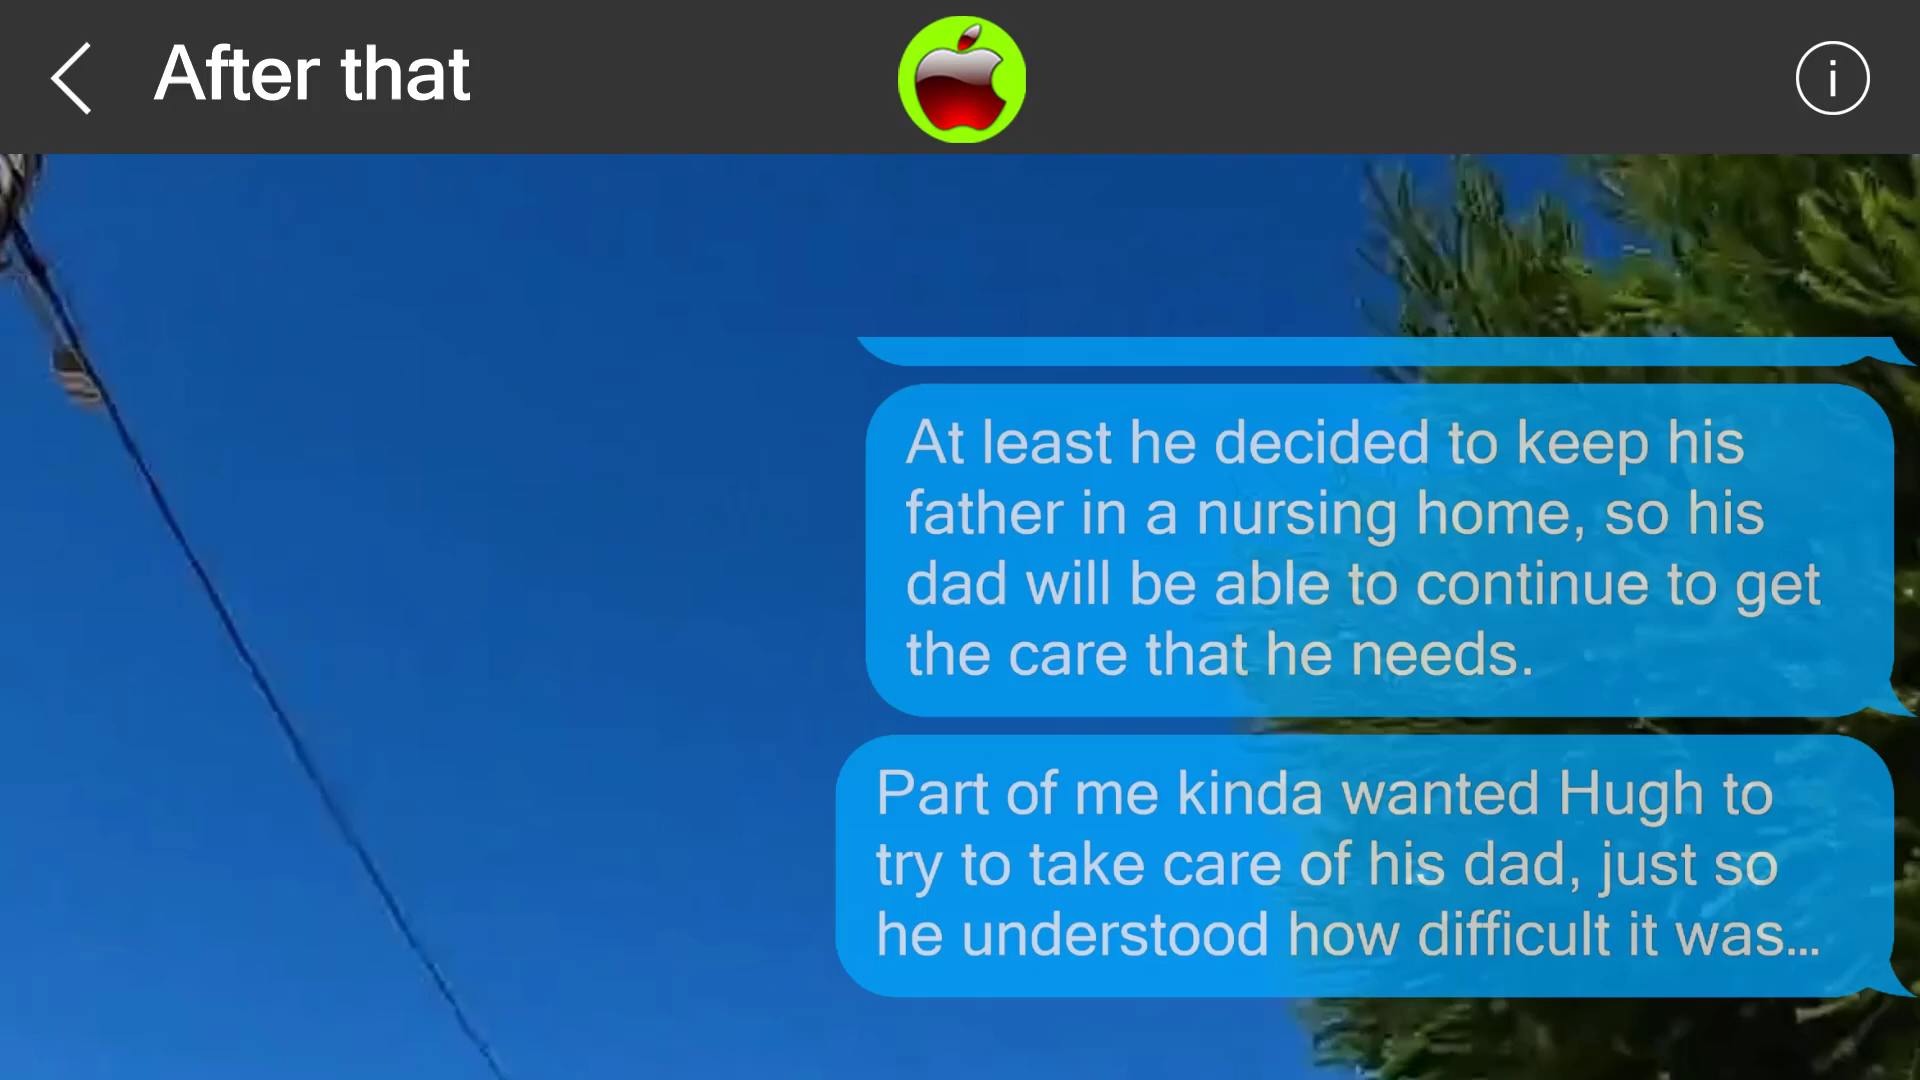 After that
At least he decided to keep his
father in a nursing home, so his
dad will be able to continue to get
the care that he needs.
Part of me kinda wanted Hugh to
try to take care of his dad, just so
he understood how difficult it was...